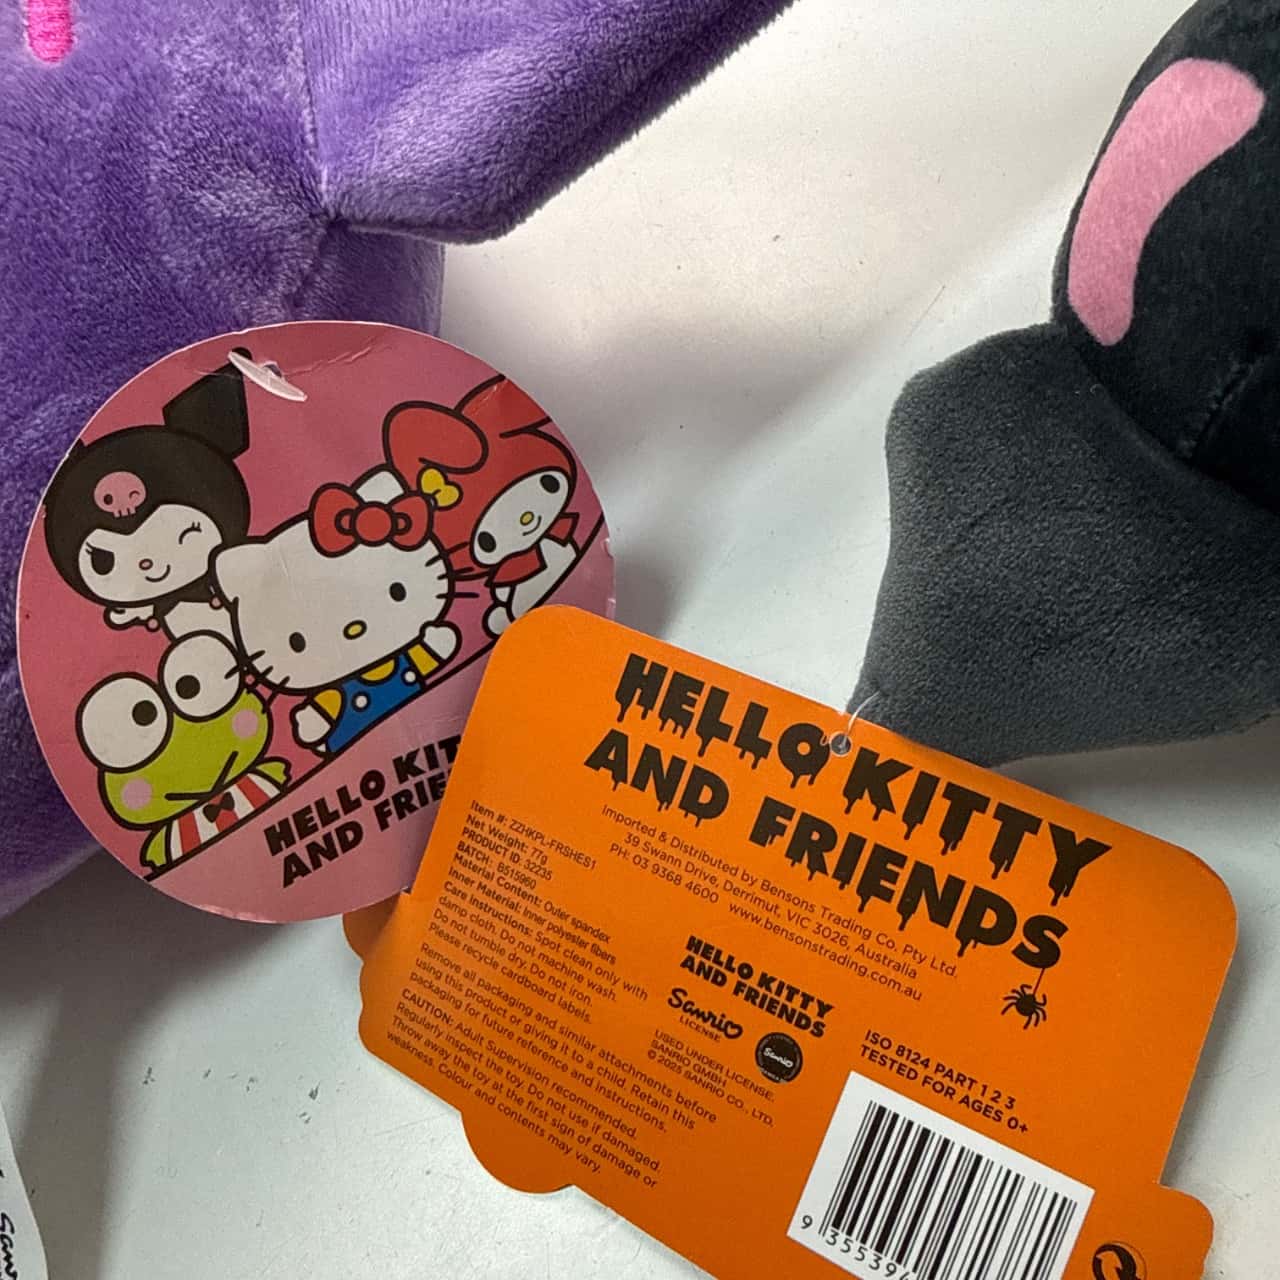 HELLO KIT
AND FRIE
HELLO KITTY
AND FRIENDS
Imported & Distributed by Bensons Trading Co. Pty Ltd.
39 Swann Drive, Derrimut, VIC 3026, Australia
PH: 03 9368 4600 www.bensonstrading.com.au
Item #: ZZHKPL-FRSHES1
Net Weight: 77g
PRODUCT ID: 32235
BATCH: B515960
Material Content: Outer spandex
Inner Material: Inner polyester fibers
Care Instructions: Spot clean only with
damp cloth. Do not machine wash.
Do not tumble dry. Do not iron.
Please recycle cardboard labels.
Remove all packaging and similar attachments before
using this product or giving it to a child. Retain this
packaging for future reference and instructions.
CAUTION: Adult Supervision recommended.
Regularly inspect the toy. Do not use if damaged.
Throw away the toy at the first sign of damage or
weakness. Colour and contents may vary.
HELLO KITTY
AND FRIENDS
Sanrio
LICENSE
Sanrio
USED UNDER LICENSE.
SANRIO GMBH
© 2025 SANRIO CO., LTD.
ISO 8124 PART 1 2 3
TESTED FOR AGES 0+
9 355394